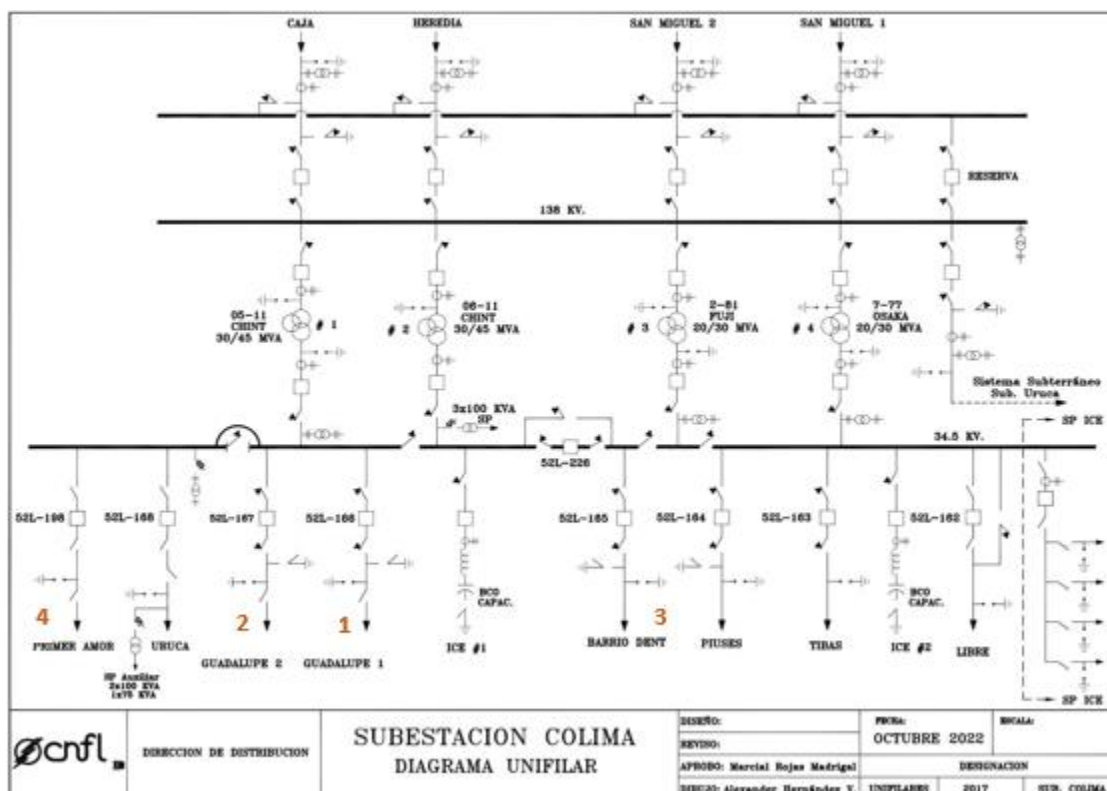 CAJA
HEREDIA
SAN MIGUEL 2
SAN MIGUEL 1
RESERVA
138 KV.
05-11
CHINT
30/45 MVA
# 1
# 2
06-11
CHINT
30/45 MVA
# 3
2-81
FUJI
20/30 MVA
# 4
7-77
OSAKA
20/30 MVA
Sistema Subterráneo
Sub. Uruca
3x100 KVA
SP
SP ICE
52L-226
34.5 KV.
52L-198
52L-168
52L-167
52L-166
52L-165
52L-164
52L-163
52L-162
BCO
CAPAC.
BCO
CAPAC.
4
2
1
3
PRIMER AMOR
URUCA
GUADALUPE 2
GUADALUPE 1
ICE #1
BARRIO DENT
PIUSES
TIBAS
ICE #2
LIBRE
SP Auxiliar
2x100 KVA
1x75 KVA
SP ICE
cnfl
DIRECCION DE DISTRIBUCION
SUBESTACION COLIMA
DIAGRAMA UNIFILAR
DISEÑO:
REVISO:
APROBO: Marcial Rojas Madrigal
DIBUJO: Alexander Hernández V.
FECHA:
OCTUBRE 2022
ESCALA:
DESIGNACION
UNIFILARES
2017
SUB. COLIMA